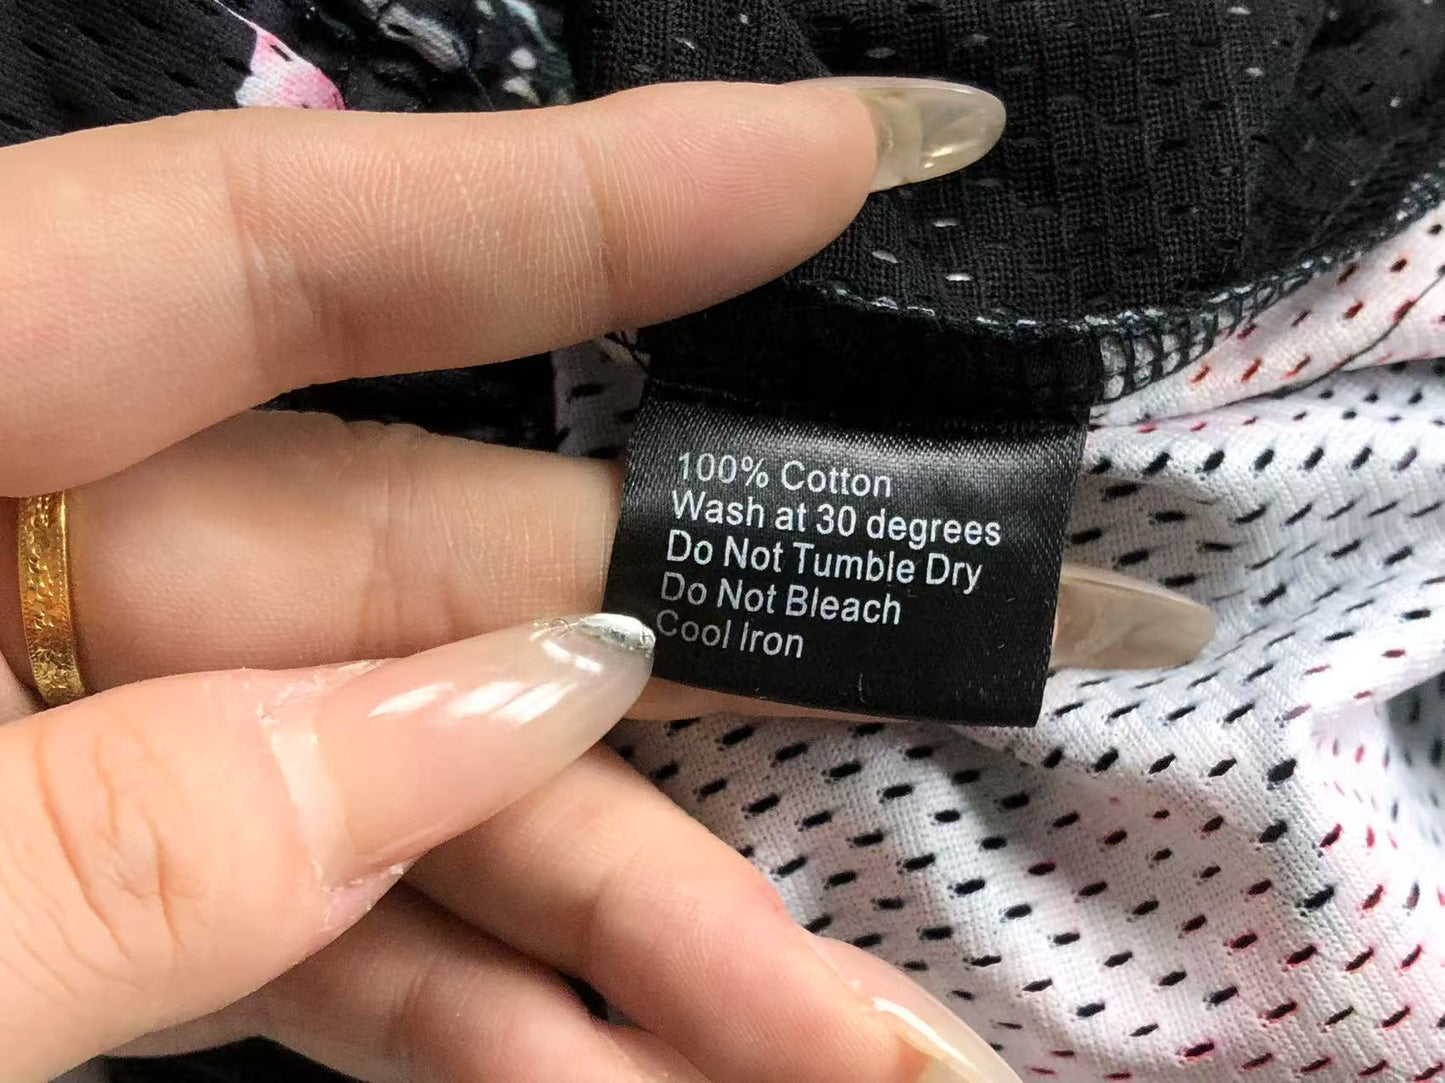 100% Cotton
Wash at 30 degrees
Do Not Tumble Dry
Do Not Bleach
Cool Iron